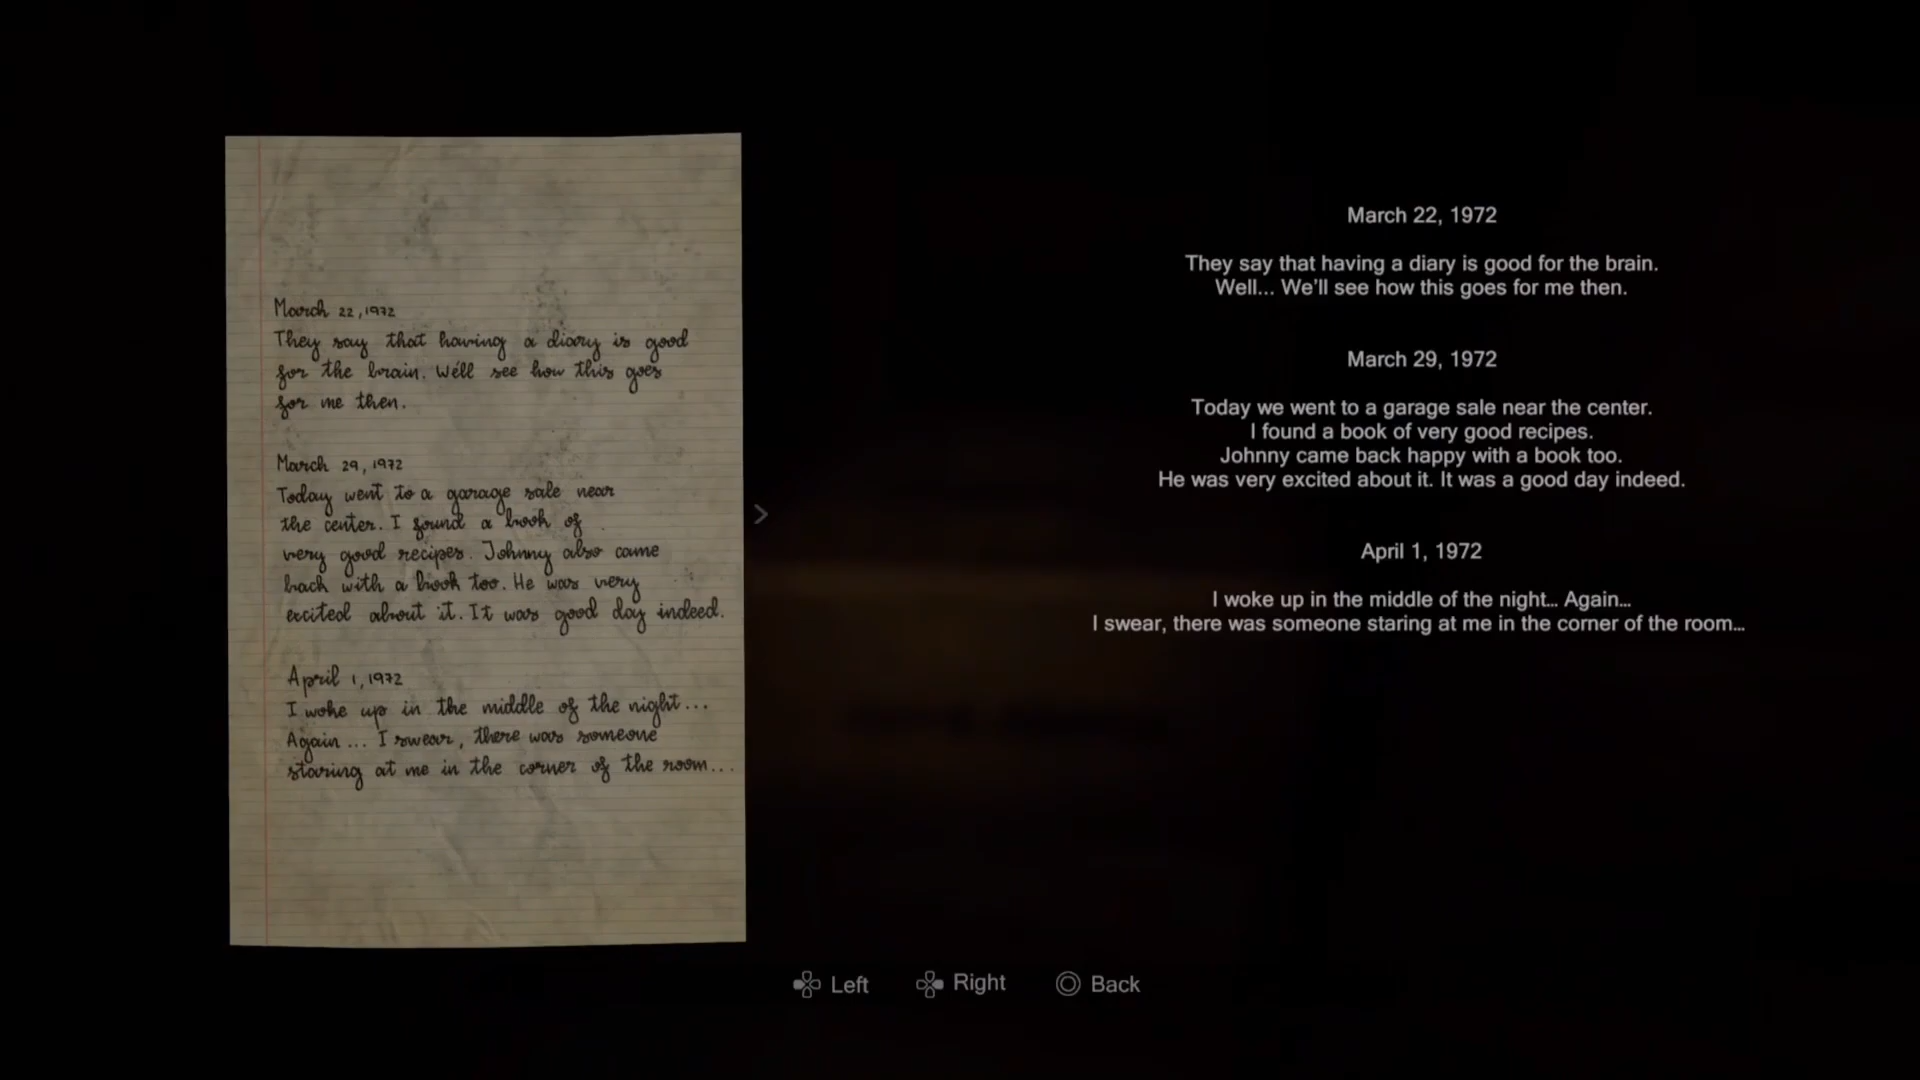 March 22, 1972
They say that having a diary is good
for the brain. We'll see how this goes
for me then.
March 29, 1972
Today went to a garage sale near
the center. I found a book of
very good recipes. Johnny also came
back with a book too. He was very
excited about it. It was good day indeed.
April 1, 1972
I woke up in the middle of the night...
Again... I swear, there was someone
staring at me in the corner of the room...
March 22, 1972
They say that having a diary is good for the brain.
Well... We'll see how this goes for me then.
March 29, 1972
Today we went to a garage sale near the center.
I found a book of very good recipes.
Johnny came back happy with a book too.
He was very excited about it. It was a good day indeed.
April 1, 1972
I woke up in the middle of the night... Again...
I swear, there was someone staring at me in the corner of the room...
Left Right Back